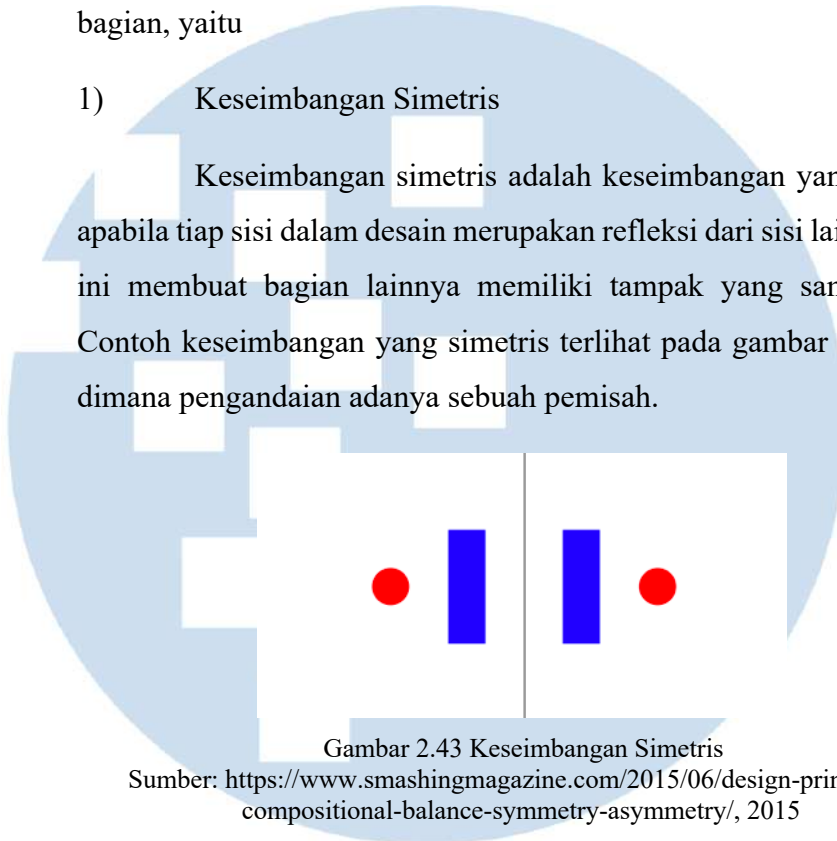 bagian, yaitu
1) Keseimbangan Simetris
Keseimbangan simetris adalah keseimbangan yan
apabila tiap sisi dalam desain merupakan refleksi dari sisi lai
ini membuat bagian lainnya memiliki tampak yang sam
Contoh keseimbangan yang simetris terlihat pada gambar
dimana pengandaian adanya sebuah pemisah.
Gambar 2.43 Keseimbangan Simetris
Sumber: https://www.smashingmagazine.com/2015/06/design-prin
compositional-balance-symmetry-asymmetry/, 2015